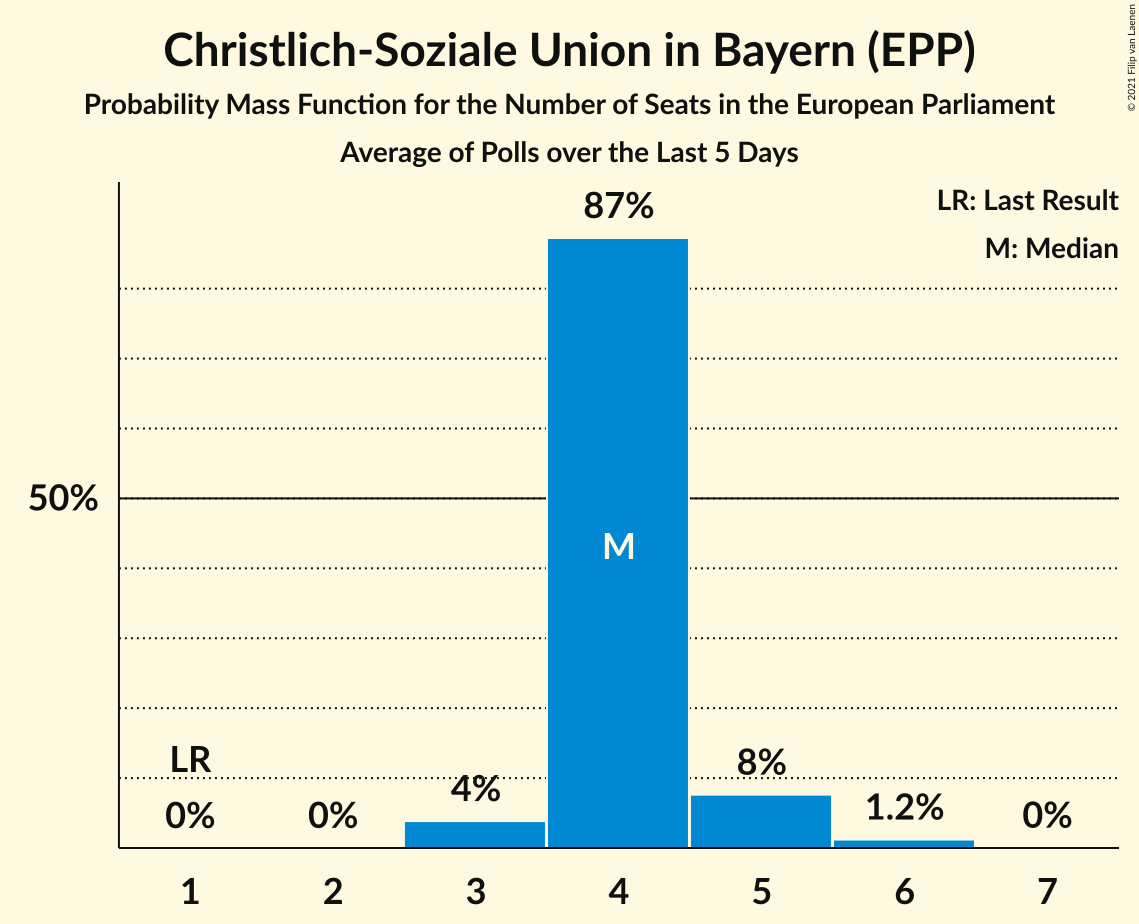 Christlich-Soziale Union in Bayern (EPP)
Probability Mass Function for the Number of Seats in the European Parliament
Average of Polls over the Last 5 Days
© 2021 Filip van Laenen
LR: Last Result
M: Median
87%
50%
M
LR
0%
0%
4%
8%
1.2%
0%
1
2
3
4
5
6
7